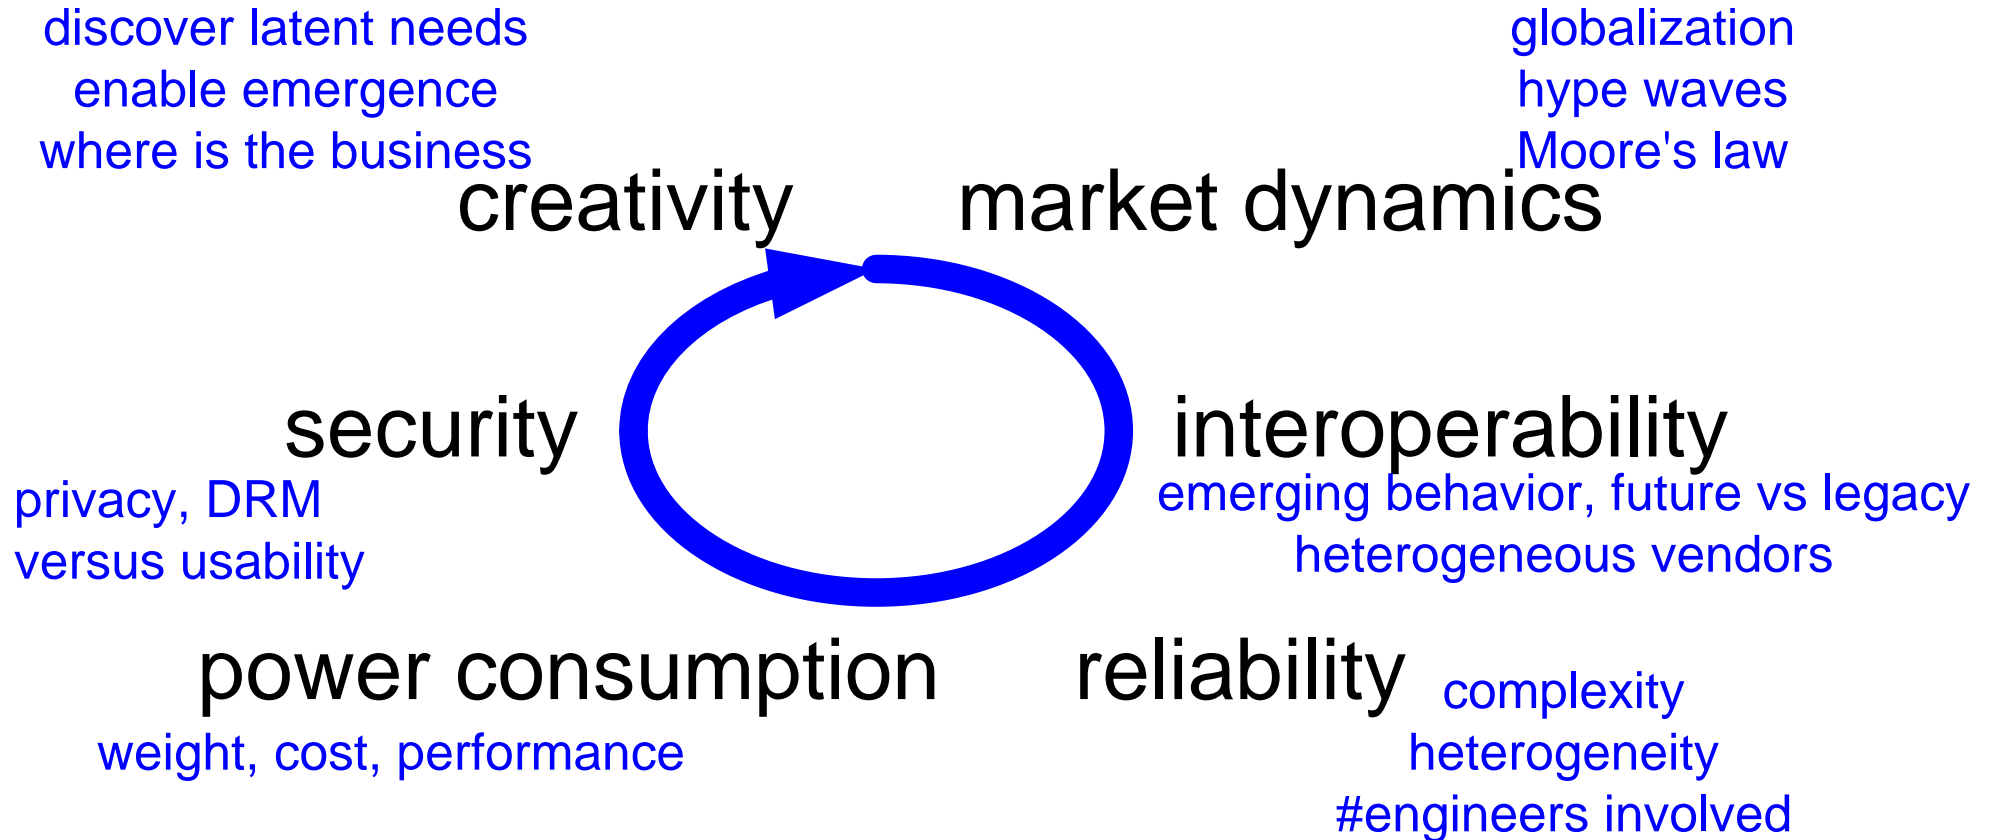 discover latent needs
enable emergence
where is the business
creativity
globalization
hype waves
Moore's law
market dynamics
security
privacy, DRM
versus usability
interoperability
emerging behavior, future vs legacy
heterogeneous vendors
power consumption
weight, cost, performance
reliability
complexity
heterogeneity
#engineers involved